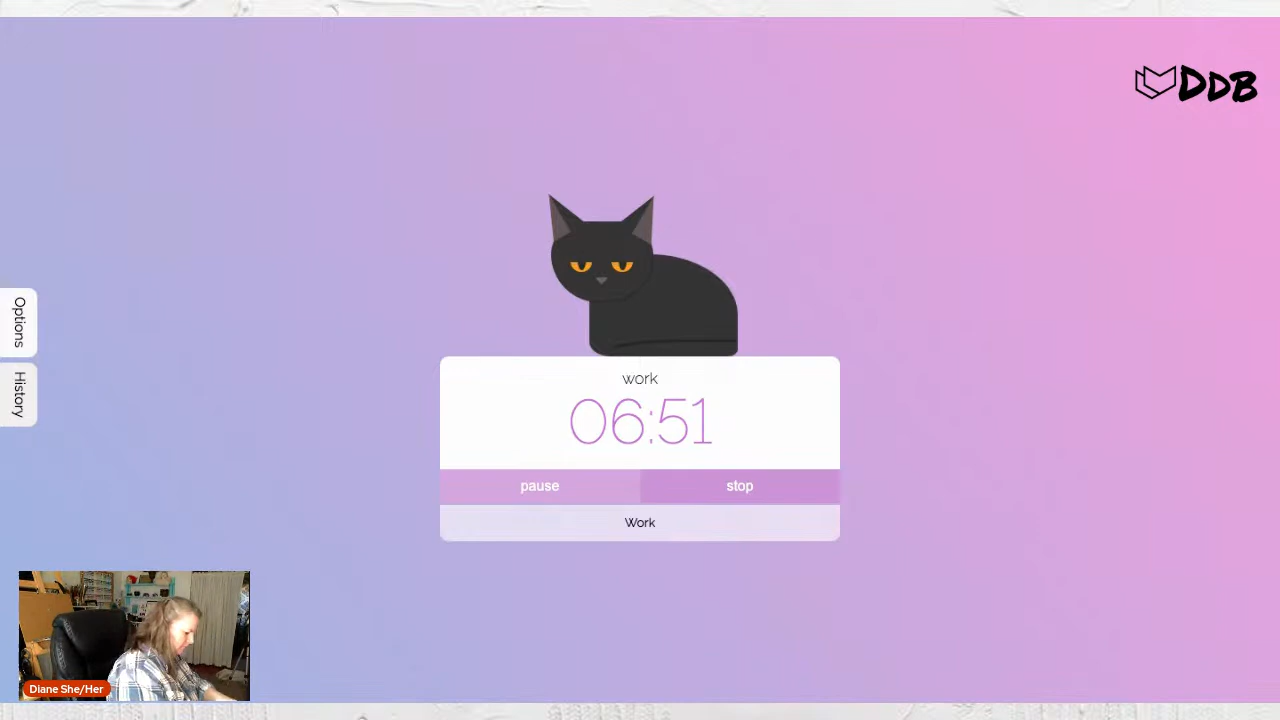 DDB
Options
History
work
06:51
pause
stop
Work
Diane She/Her